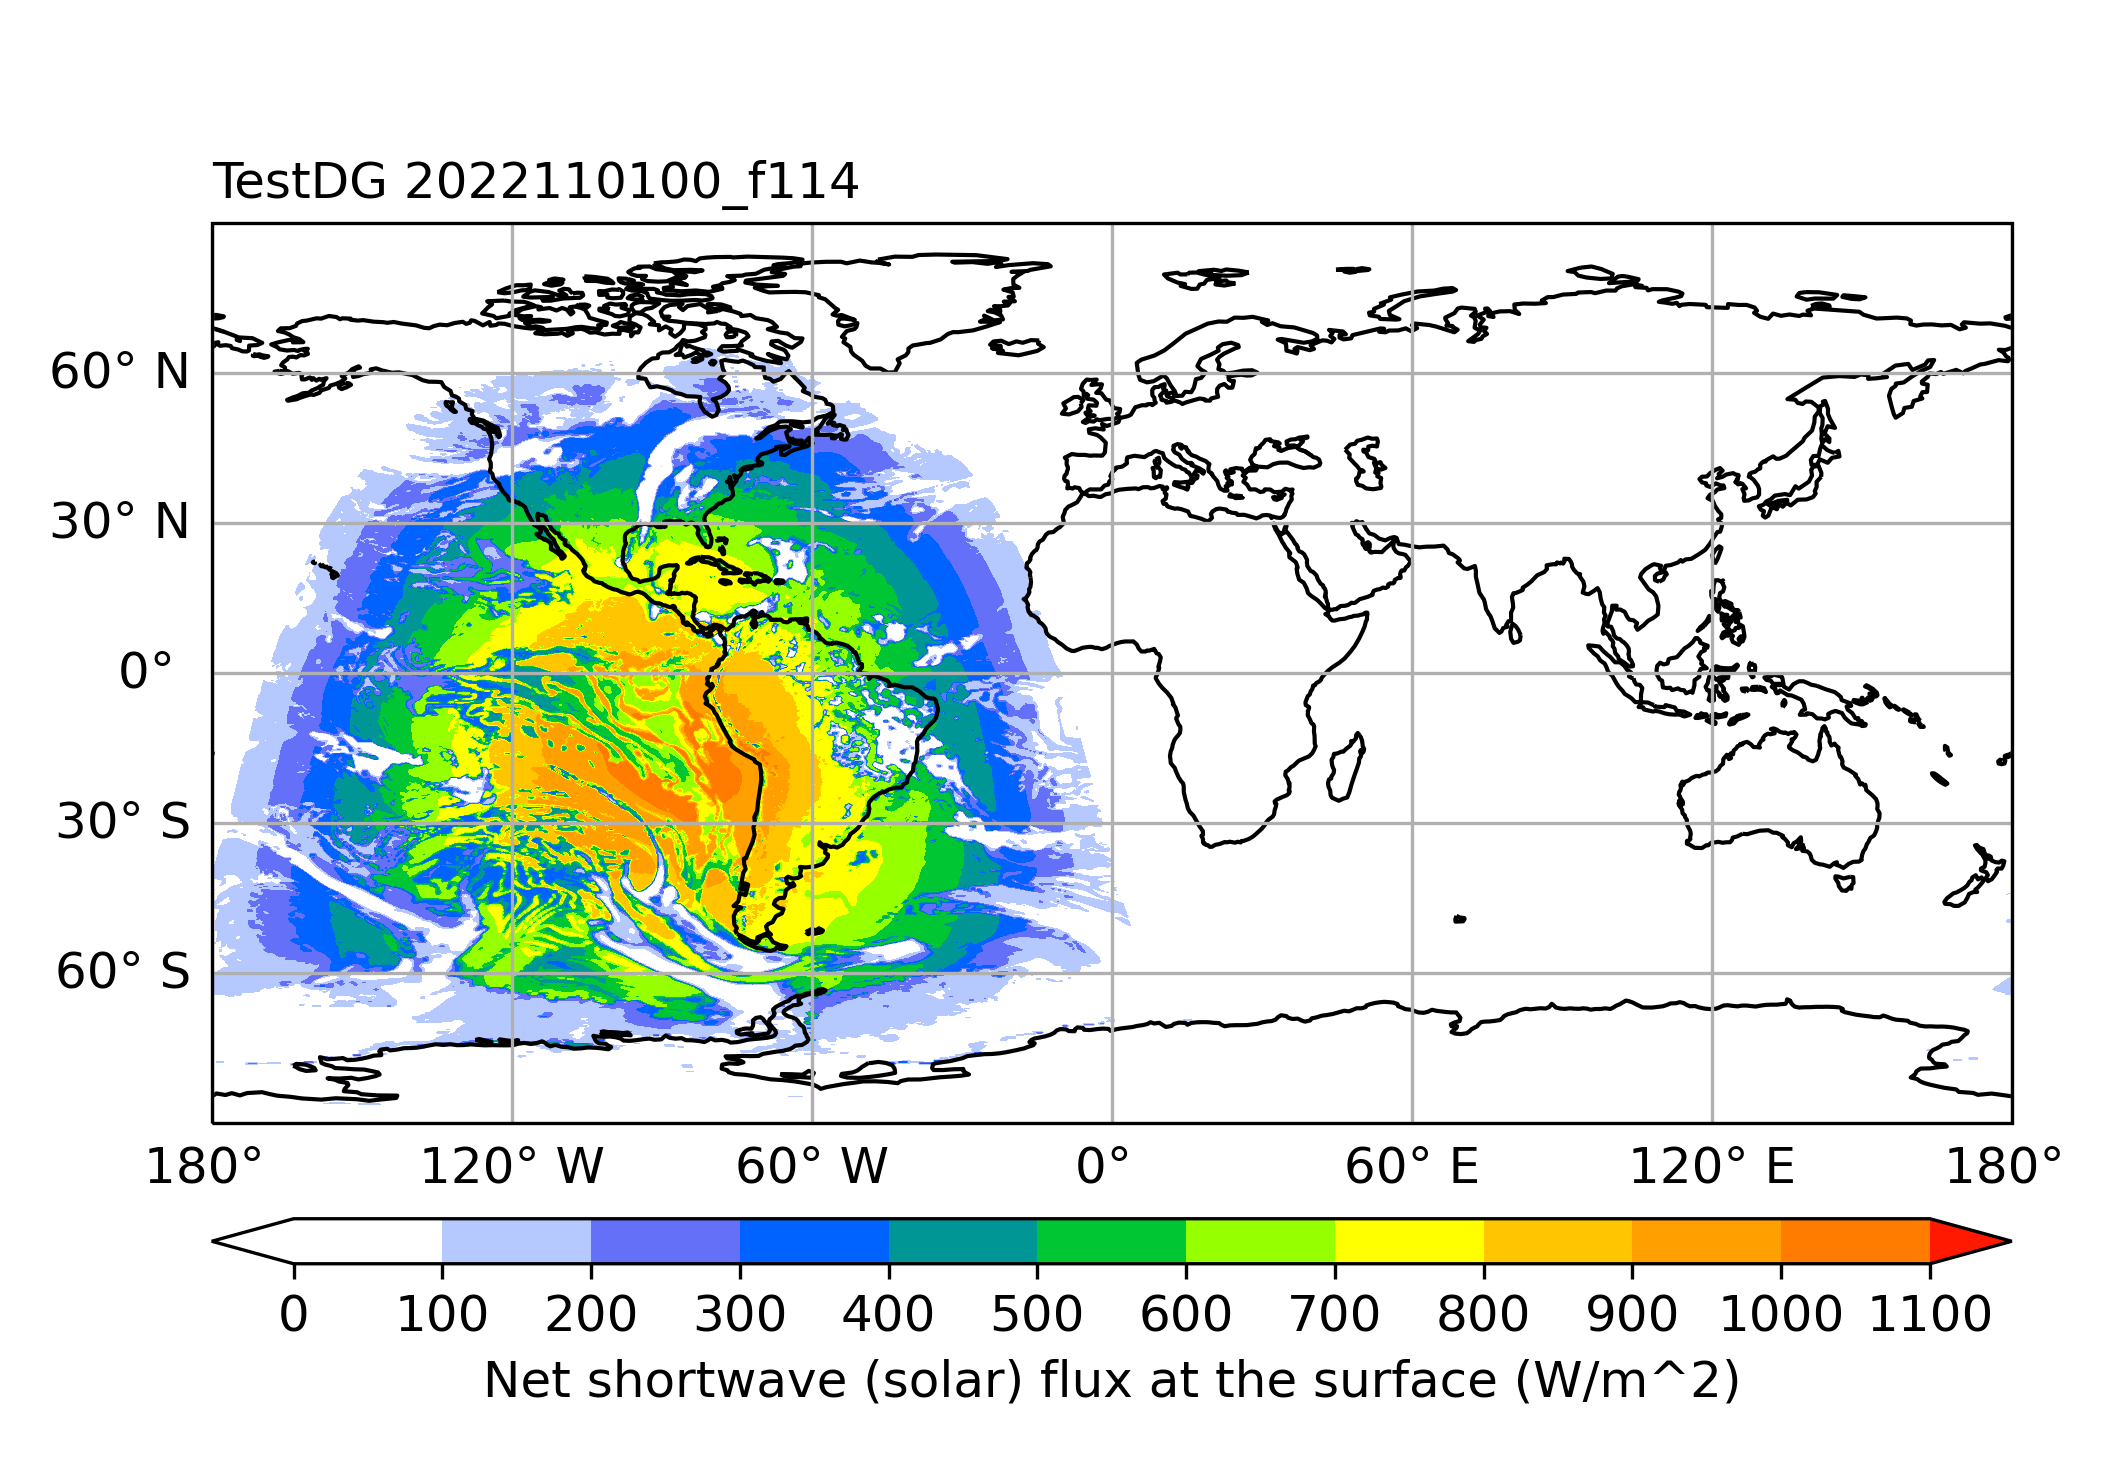 TestDG 2022110100_f114
60° N
30° N
0°
30° S
60° S
180° 120° W 60° W 0° 60° E 120° E 180°
0 100 200 300 400 500 600 700 800 900 1000 1100
Net shortwave (solar) flux at the surface (W/m^2)